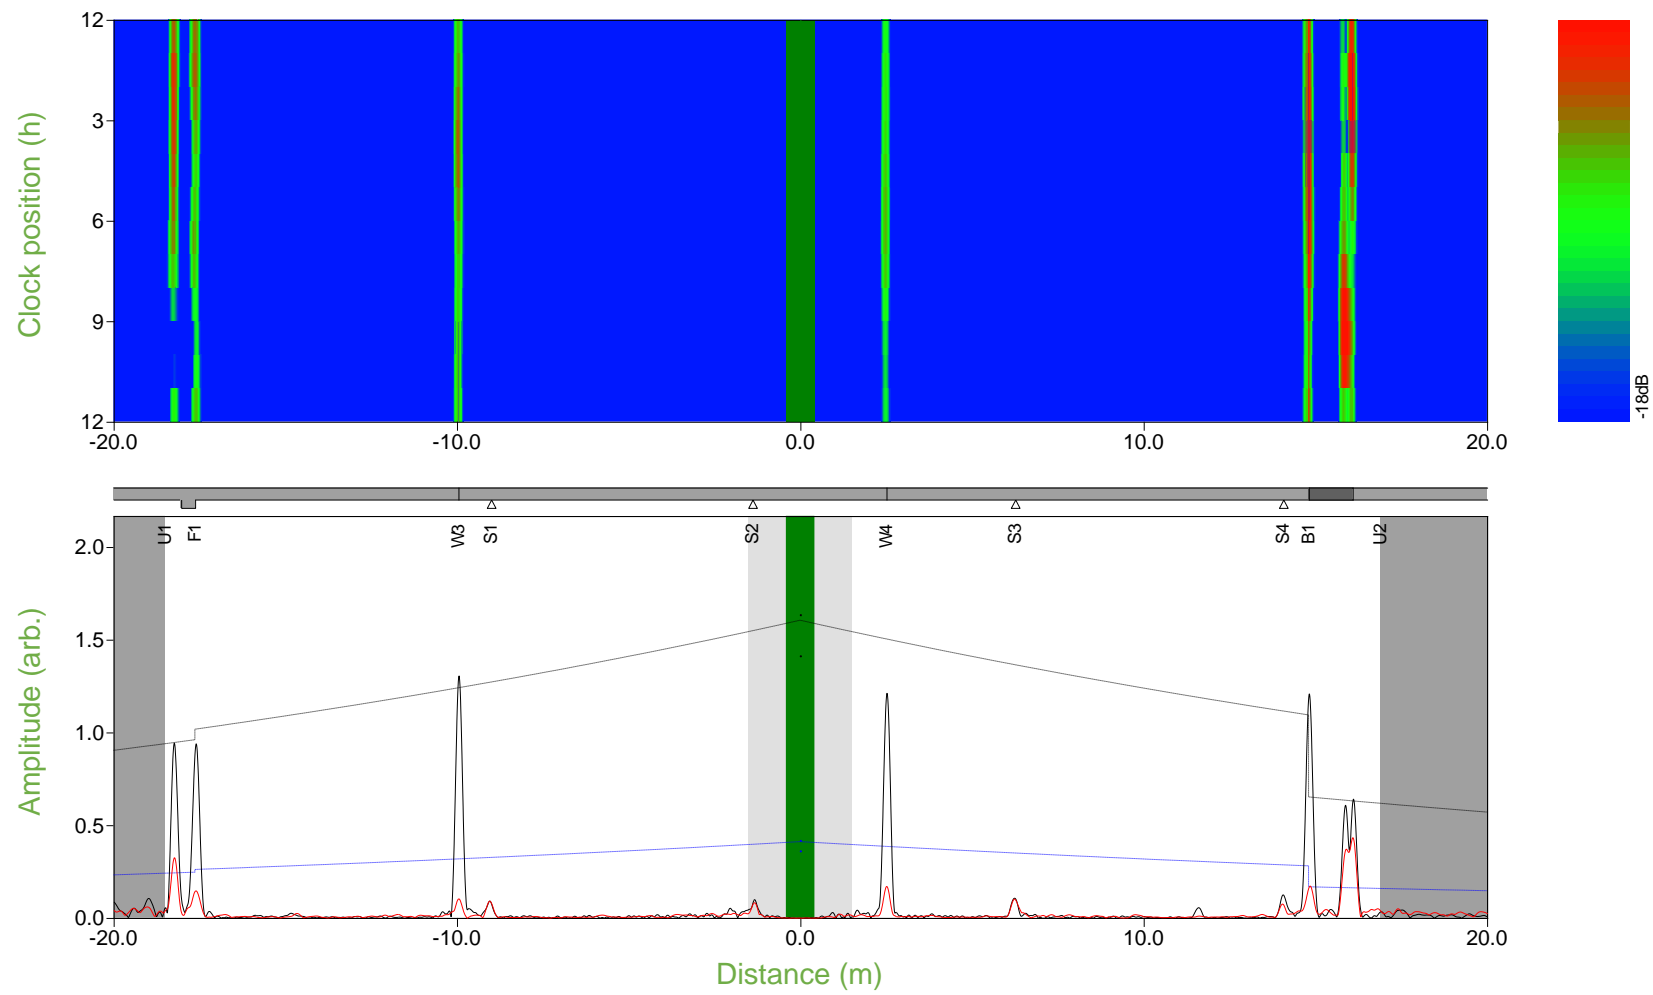 12
3
6
9
12
Clock position (h)
-20.0 -10.0 0.0 10.0 20.0
-18dB
U1 F1 W3 S1 S2 W4 S3 S4 B1 U2
2.0
1.5
1.0
0.5
0.0
Amplitude (arb.)
-20.0 -10.0 0.0 10.0 20.0
Distance (m)